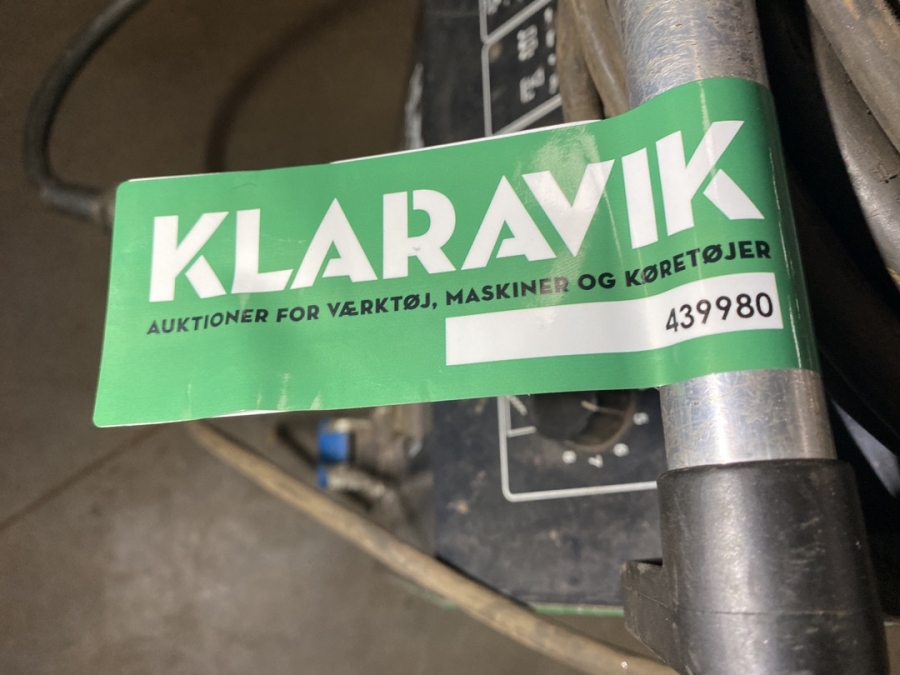 KLARAVIK
AUKTIONER FOR VÆRKTØJ, MASKINER OG KØRETØJER
439980